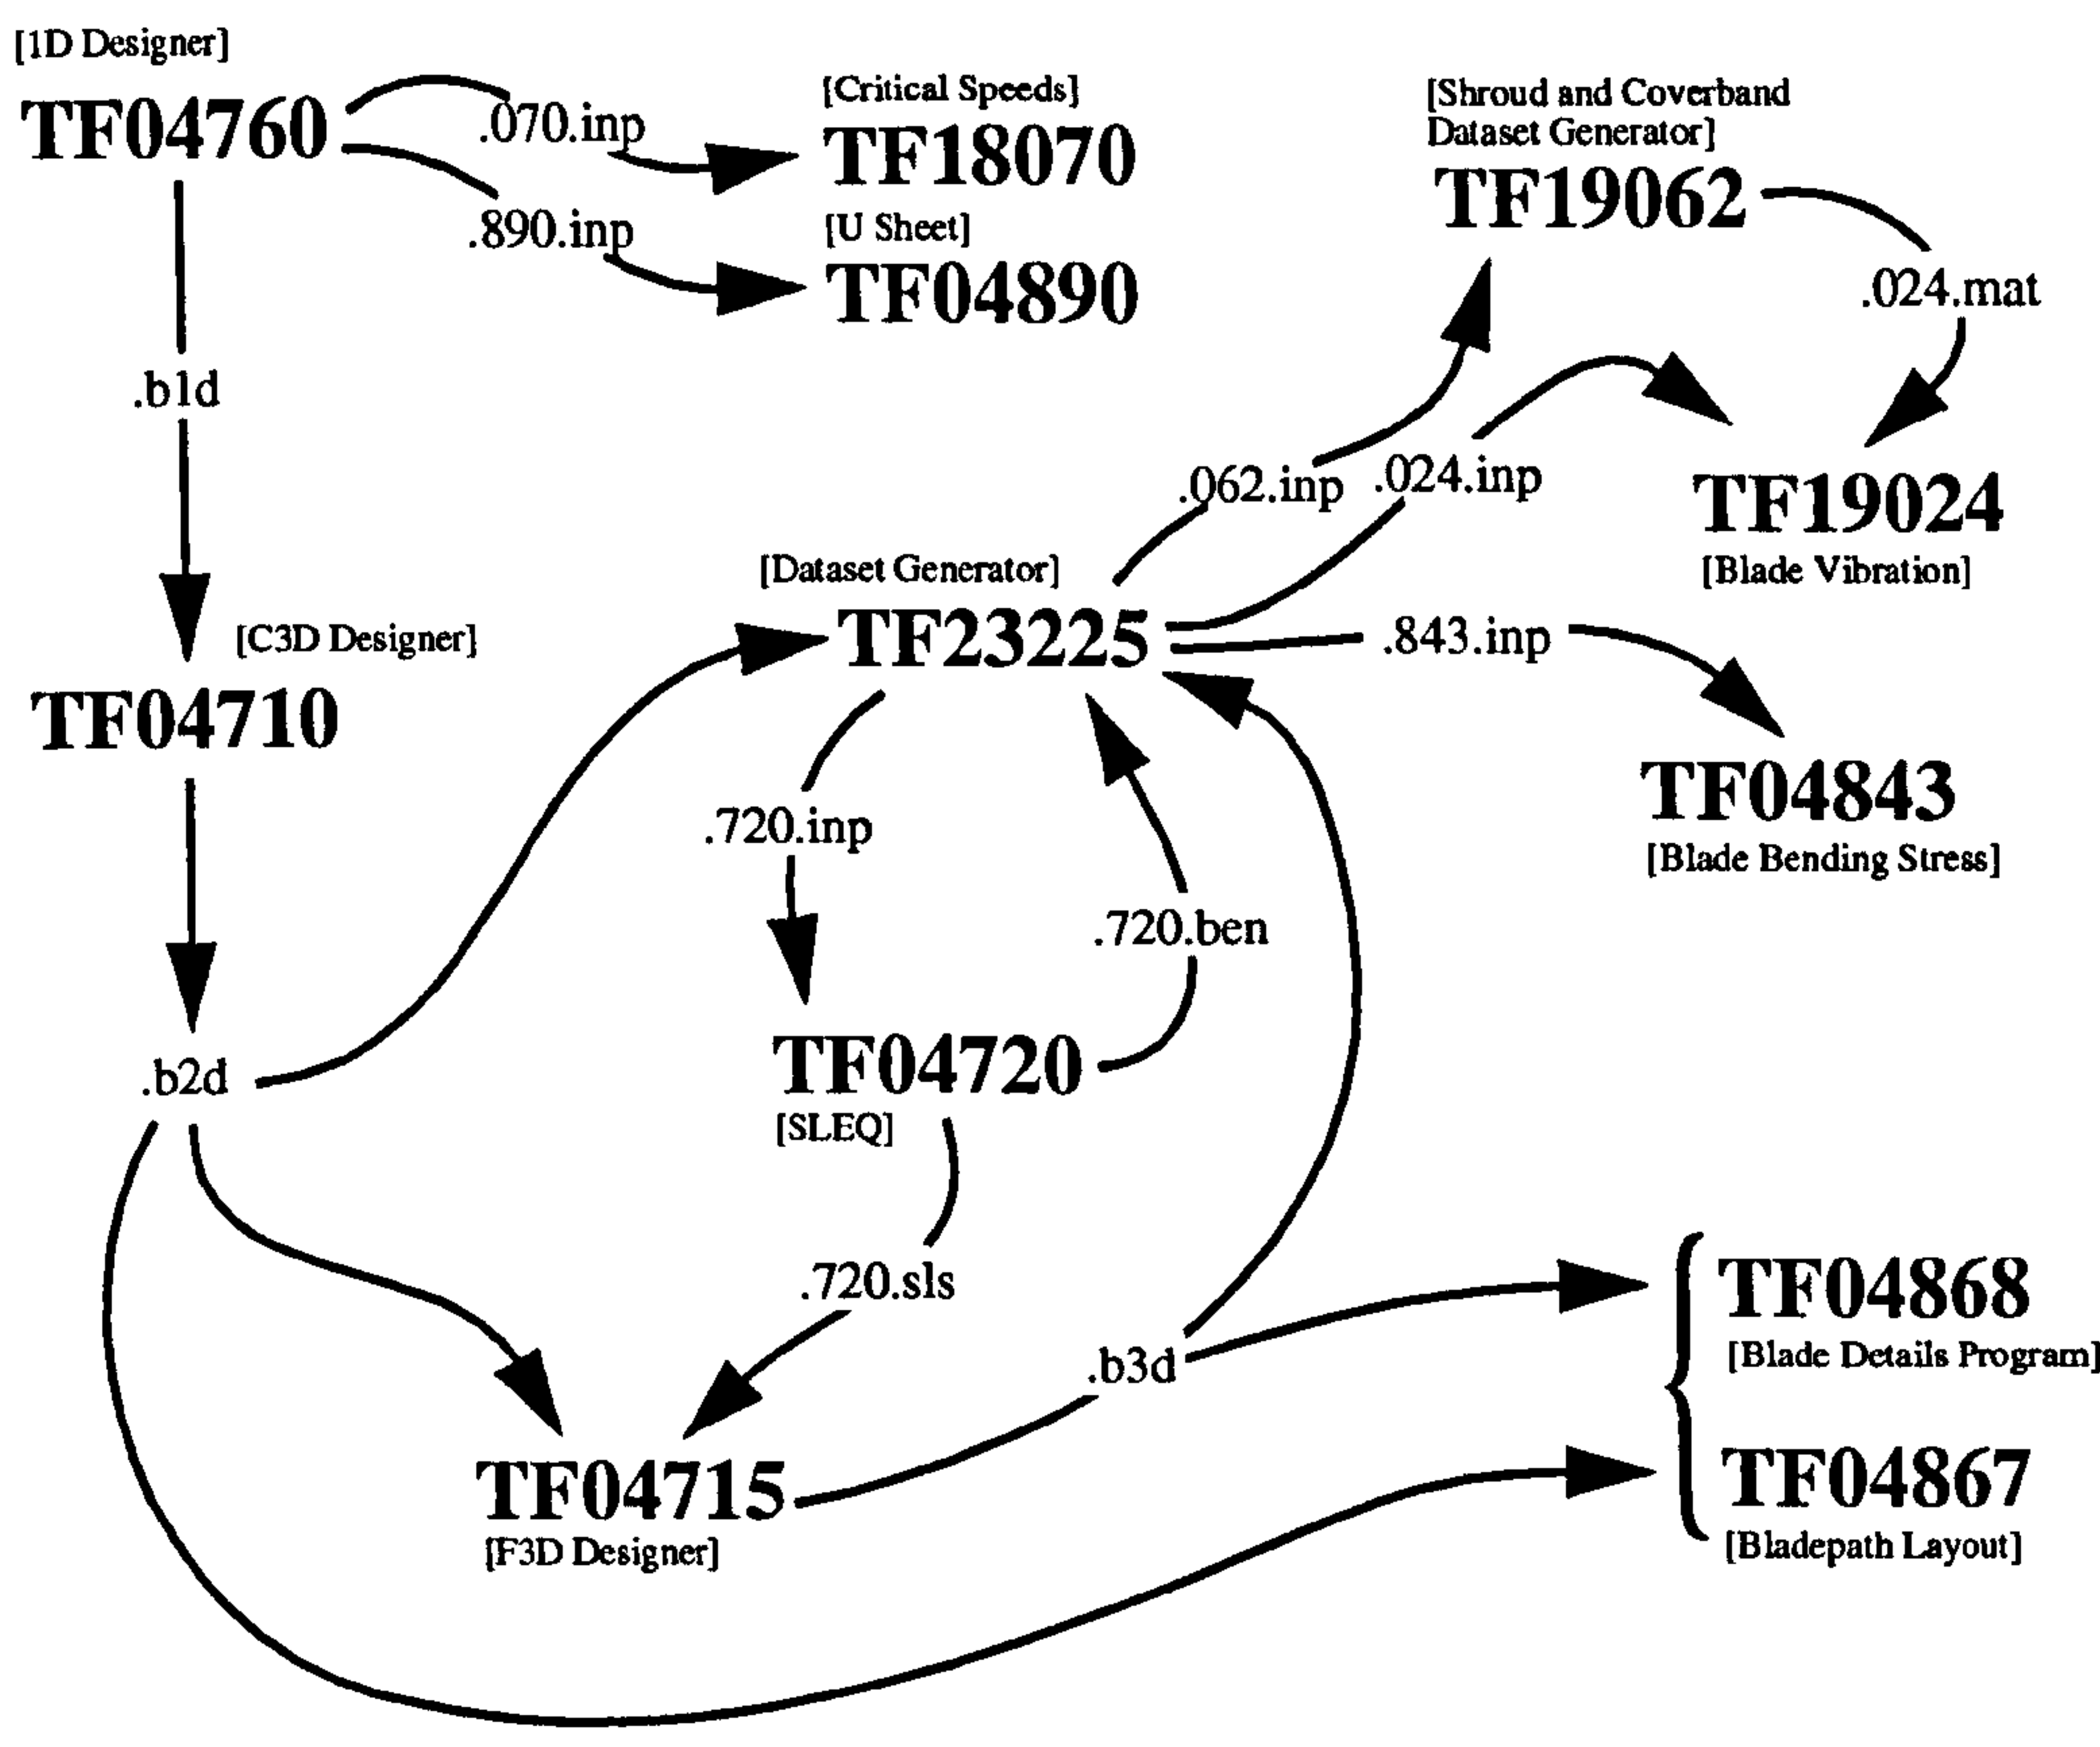 [1D Designer]
TF04760
.070.inp
.890.inp
[Critical Speeds]
TF18070
[U Sheet]
TF04890
[Shroud and Coverband
Dataset Generator]
TF19062
.024.mat
.b1d
.062.inp
.024.inp
TF19024
[Blade Vibration]
[Dataset Generator]
TF23225
.843.inp
[C3D Designer]
TF04710
TF04843
[Blade Bending Stress]
.720.inp
.720.ben
.b2d
TF04720
[SLEQ]
.720.sls
.b3d
TF04868
[Blade Details Program]
TF04715
[F3D Designer]
TF04867
[Bladepath Layout]